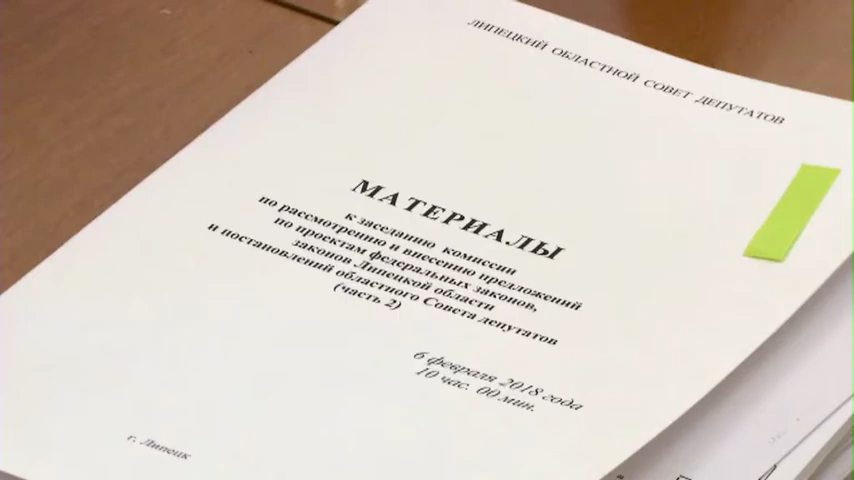 ЛИПЕЦКИЙ ОБЛАСТНОЙ СОВЕТ ДЕПУТАТОВ
МАТЕРИАЛЫ
к заседанию комиссии
по рассмотрению и внесению предложений
по проектам федеральных законов,
законов Липецкой области
и постановлений областного Совета депутатов
(часть 2)
6 февраля 2018 года
10 час. 00 мин.
г. Липецк